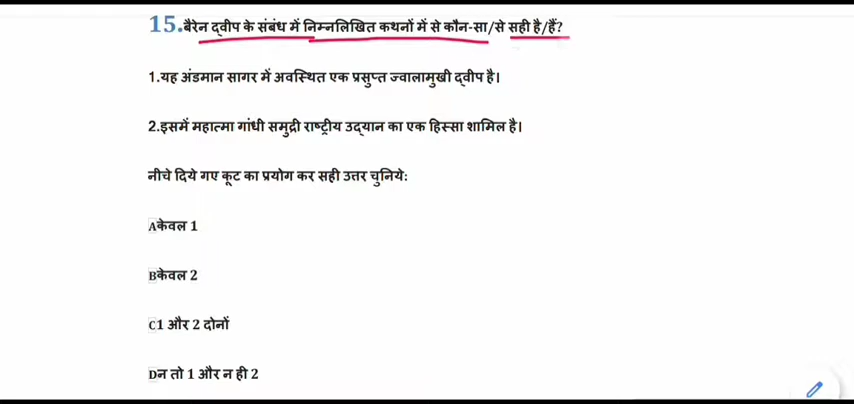 15.बैरेन द्वीप के संबंध में निम्नलिखित कथनों में से कौन-सा/से सही है/हैं?
1.यह अंडमान सागर में अवस्थित एक प्रसुप्त ज्वालामुखी द्वीप है।
2.इसमें महात्मा गांधी समुद्री राष्ट्रीय उद्यान का एक हिस्सा शामिल है।
नीचे दिये गए कूट का प्रयोग कर सही उत्तर चुनिये:
Aकेवल 1
Bकेवल 2
C1 और 2 दोनों
Dन तो 1 और न ही 2